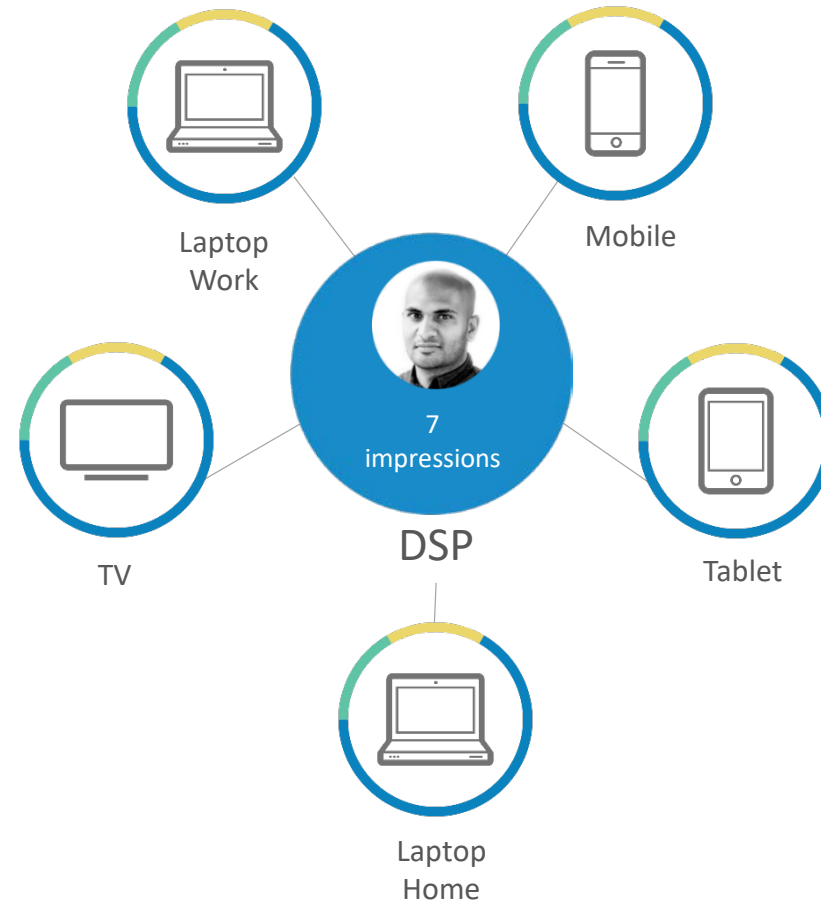 Laptop
Work
Mobile
7
impressions
DSP
TV
Tablet
Laptop
Home